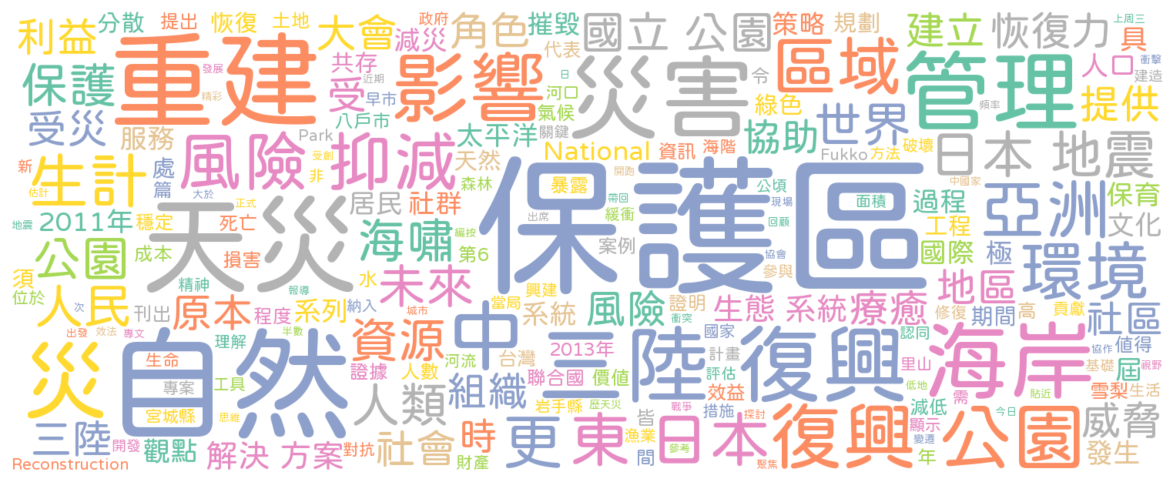 利益 分散 提出 恢復 土地 大會 政府 減災 角色 摧毀 國立 公園 策略 規劃 建立 恢復力 上周三 具
保護 重建 發展 精彩 共存 受 近期 早市 影響 代表 日 河口 災害 令 區域 綠色 管理 人口 衝擊 建造 提供
受災 服務 八戶市 Park 太平洋 氣候 關鍵 協助 世界 頻率 日本 地震
新 生計 風險 抑減 受創 非 天然 National 資訊 海階 Fukko 方法 破壞
估計 處 篇 大於 居民 社群 森林 保護區 暴露 開跑 公頃 現場 中國家 面積 過程 亞洲 保育
地震 2011年 穩定 正式 死亡 天災 海嘯 編按 第6 出席 緩衝 帶回 案例 協會 回顧 參與 工程 國際 極 文化
公園 成本 損害 精神 報導 水 未來 當局 興建 風險 證明 生態 系統 療癒 地區 環境
須 位於 人民 次 刊出 原本 程度 系列 納入 城市 中 系統 衝突 國家 認同 修復 期間 高 貢獻 社區
出發 效法 專文 半數 理解 資源 河流 台灣 2013年 三陸 復興 計畫 評估 里山 海岸 基礎 協作 值得
災 自然 生命 專案 工具 證據 人數 組織 聯合國 價值 效益 低地 需 屆 視野 貼近
宮城縣 思維 人類 岩手縣 歷天災 戰爭 措施 探討 減低 變遷 顯示 今日 雪梨 生活
三陸 開發 觀點 解決 方案 對抗 社會 時 財產 更 東日本 皆 間 漁業 參考 聚焦 復興 公園 年 威脅 發生
Reconstruction